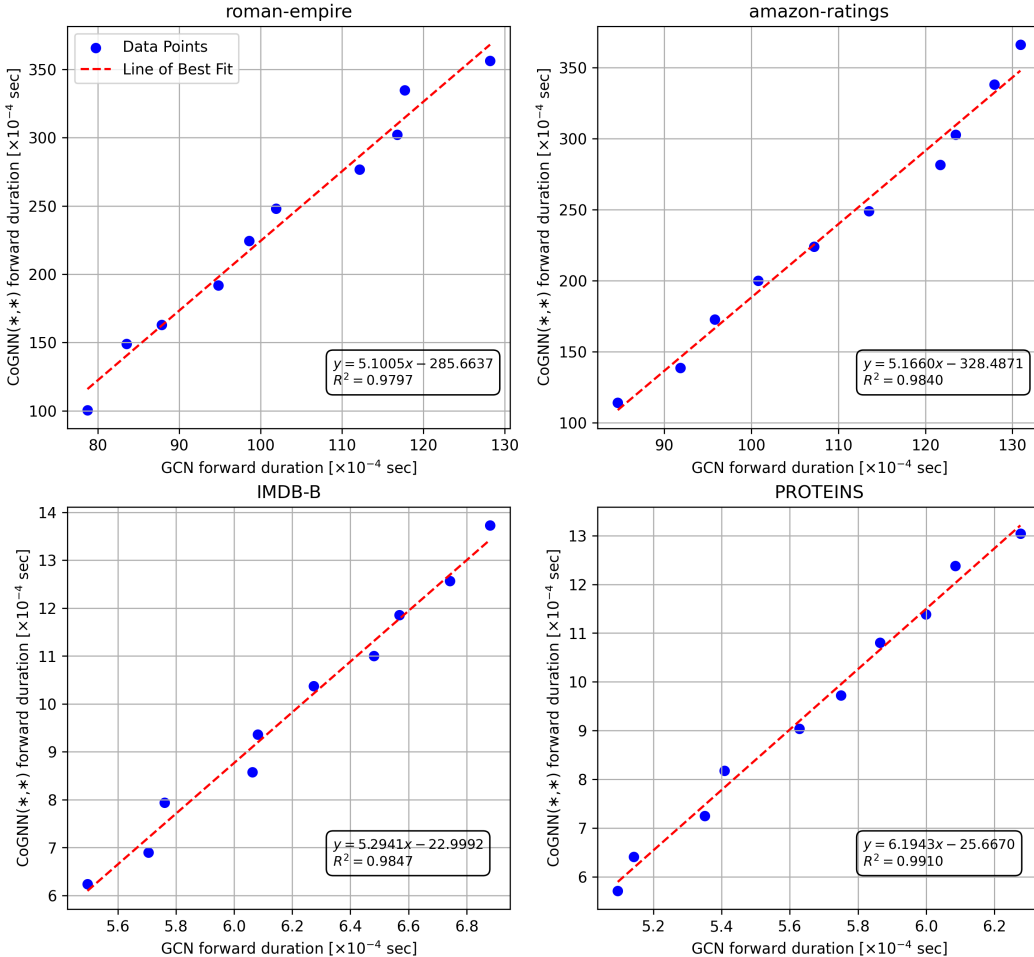 roman-empire
Data Points
Line of Best Fit
CoGNN(∗,∗) forward duration [×10⁻⁴ sec]
350
300
250
200
150
100
y = 5.1005x − 285.6637
R² = 0.9797
80 90 100 110 120 130
GCN forward duration [×10⁻⁴ sec]
amazon-ratings
CoGNN(∗,∗) forward duration [×10⁻⁴ sec]
350
300
250
200
150
100
y = 5.1660x − 328.4871
R² = 0.9840
90 100 110 120 130
GCN forward duration [×10⁻⁴ sec]
IMDB-B
CoGNN(∗,∗) forward duration [×10⁻⁴ sec]
14
13
12
11
10
9
8
7
6
y = 5.2941x − 22.9992
R² = 0.9847
5.6 5.8 6.0 6.2 6.4 6.6 6.8
GCN forward duration [×10⁻⁴ sec]
PROTEINS
CoGNN(∗,∗) forward duration [×10⁻⁴ sec]
13
12
11
10
9
8
7
6
y = 6.1943x − 25.6670
R² = 0.9910
5.2 5.4 5.6 5.8 6.0 6.2
GCN forward duration [×10⁻⁴ sec]